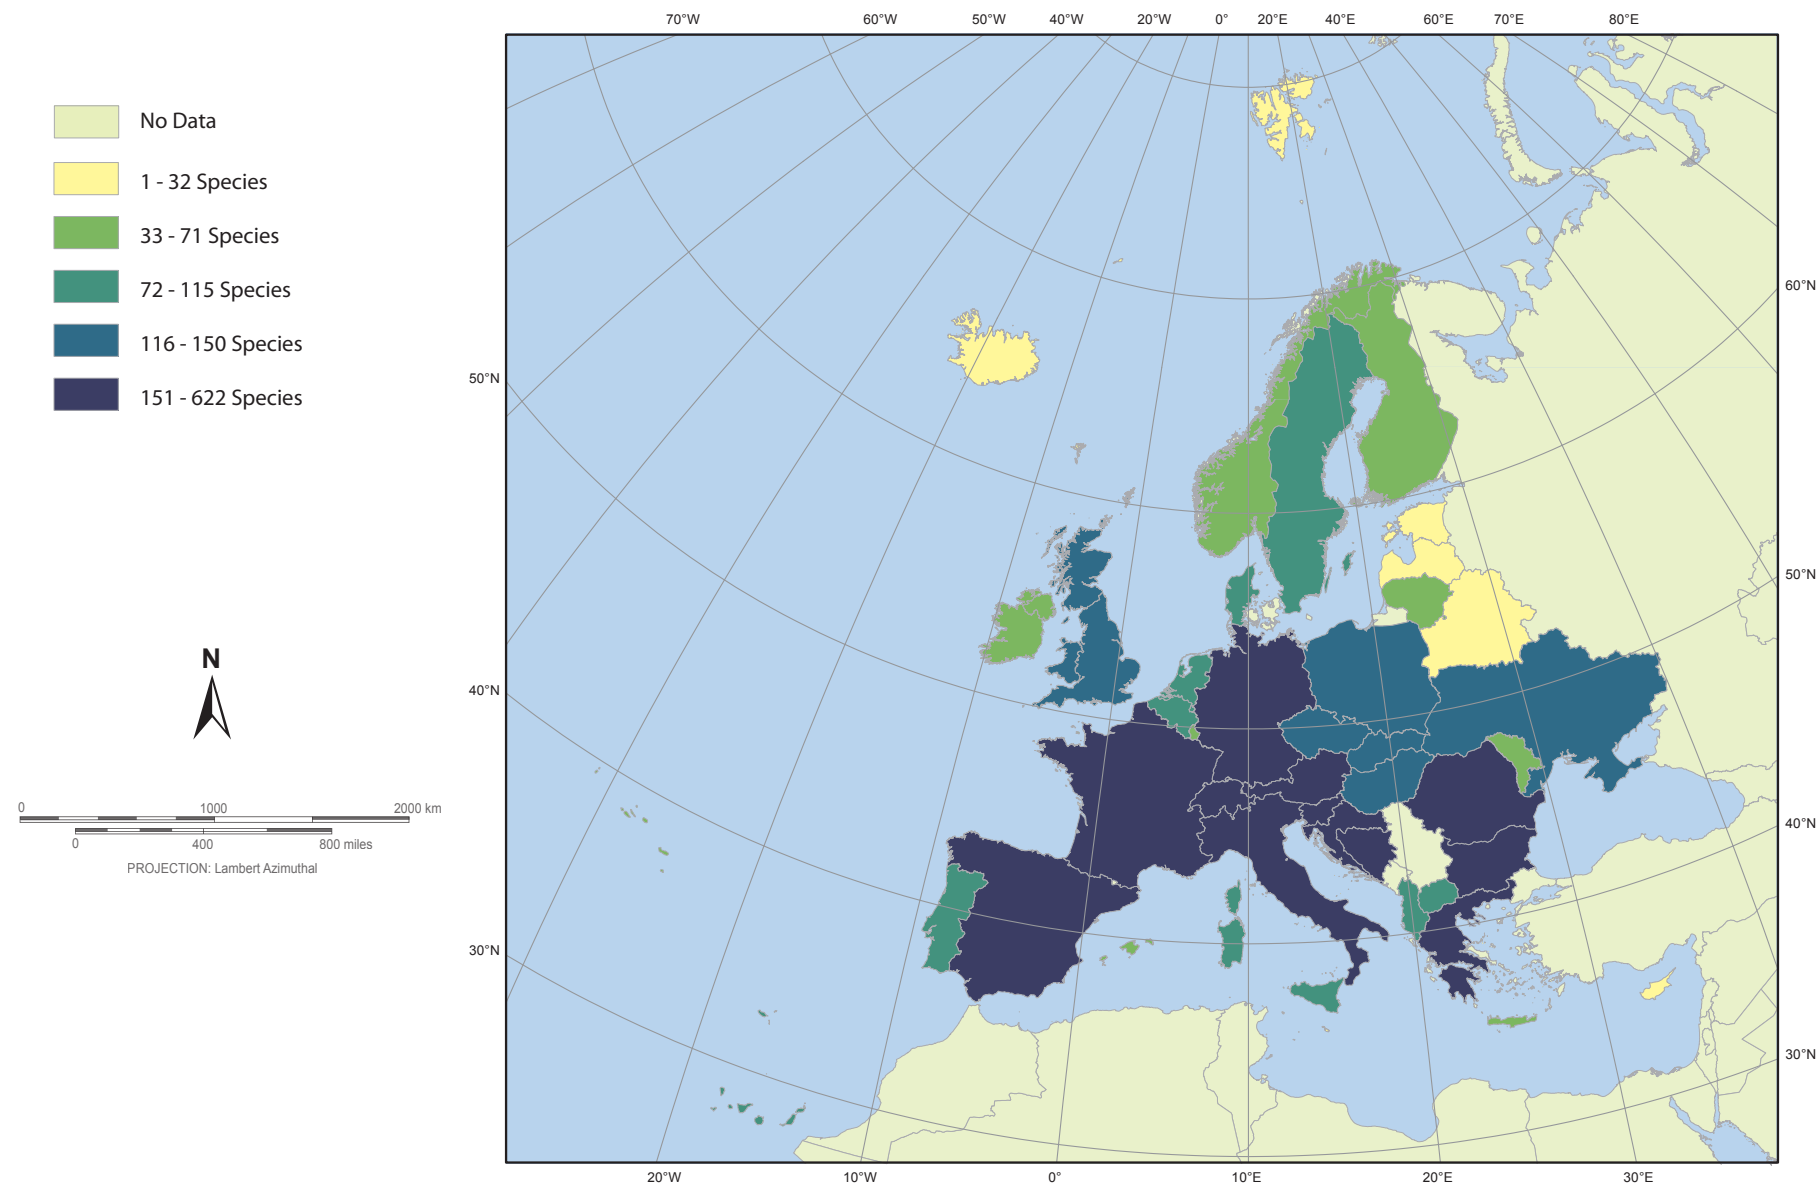 70°W 60°W 50°W 40°W 20°W 0° 20°E 40°E 60°E 70°E 80°E
No Data
1 - 32 Species
33 - 71 Species
72 - 115 Species
116 - 150 Species
151 - 622 Species
50°N
40°N
30°N
60°N
50°N
40°N
30°N
N
0 1000 2000 km
0 400 800 miles
PROJECTION: Lambert Azimuthal
20°W 10°W 0° 10°E 20°E 30°E